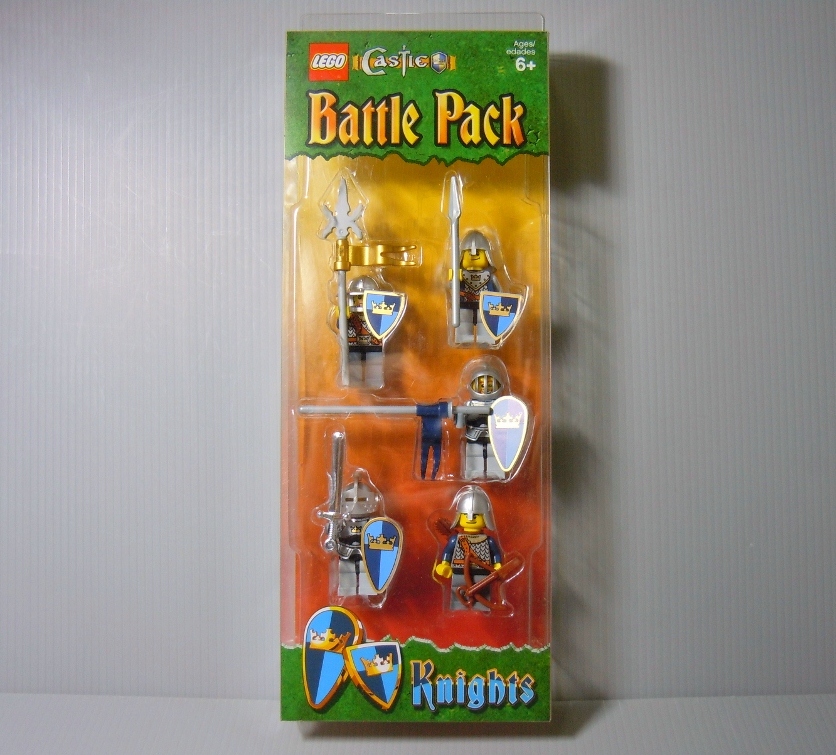 LEGO Castle
Ages/
edades
6+
Battle Pack
Knights